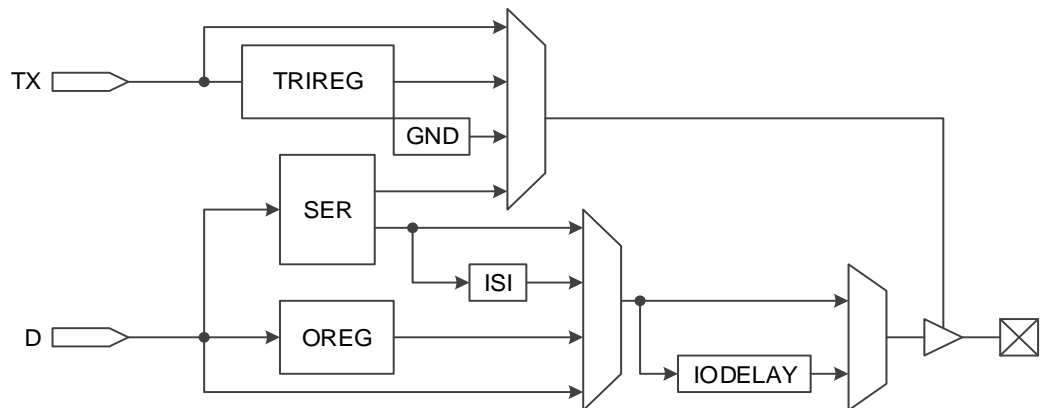 TX
TRIREG
GND
SER
ISI
D
OREG
IODELAY